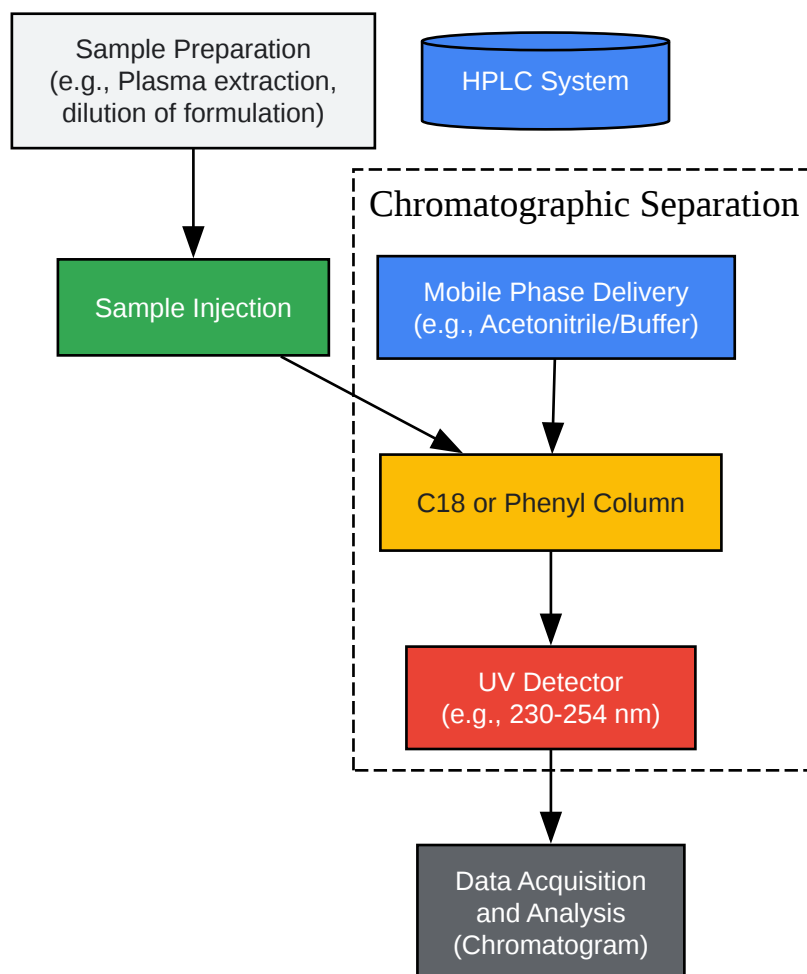 Sample Preparation
(e.g., Plasma extraction,
dilution of formulation)
HPLC System
Chromatographic Separation
Sample Injection
Mobile Phase Delivery
(e.g., Acetonitrile/Buffer)
C18 or Phenyl Column
UV Detector
(e.g., 230-254 nm)
Data Acquisition
and Analysis
(Chromatogram)